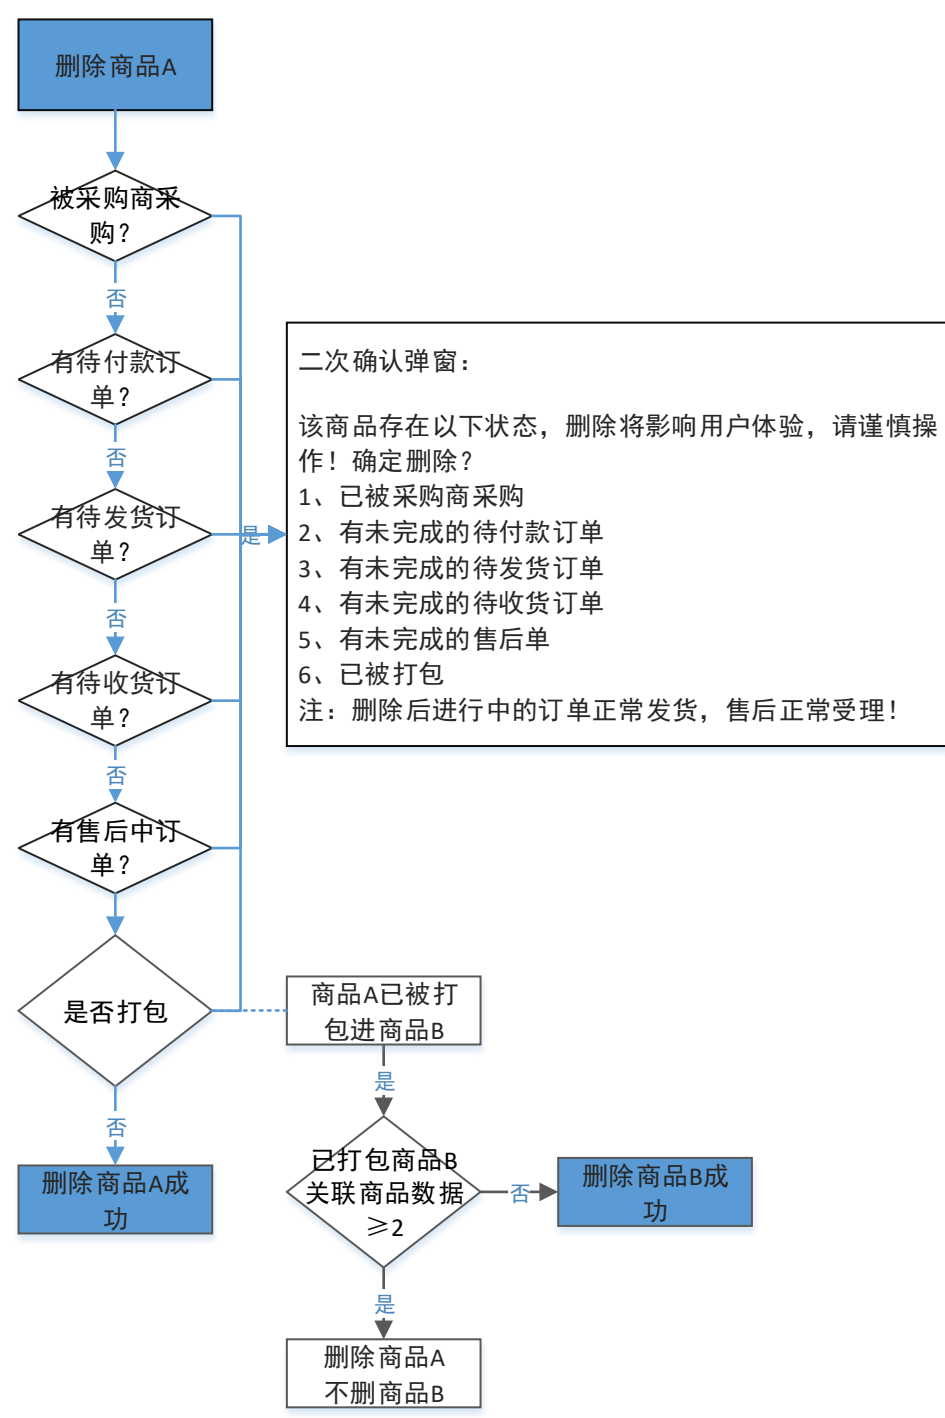 删除商品A
被采购商采
购？
否
有待付款订
单？
否
有待发货订
单？
是
否
有待收货订
单？
否
有售后中订
单？
是否打包
否
删除商品A成
功
二次确认弹窗：
该商品存在以下状态，删除将影响用户体验，请谨慎操
作！确定删除？
1、已被采购商采购
2、有未完成的待付款订单
3、有未完成的待发货订单
4、有未完成的待收货订单
5、有未完成的售后单
6、已被打包
注：删除后进行中的订单正常发货，售后正常受理！
商品A已被打
包进商品B
是
已打包商品B
关联商品数据
≥2
否
删除商品B成
功
是
删除商品A
不删商品B